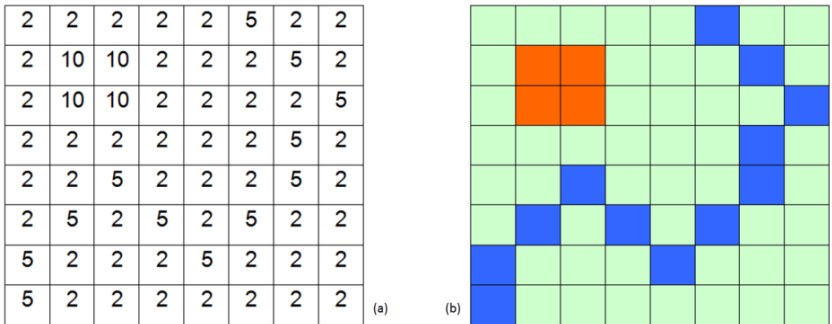 2 2 2 2 2 5 2 2
2 10 10 2 2 2 5 2
2 10 10 2 2 2 2 5
2 2 2 2 2 2 5 2
2 2 5 2 2 2 5 2
2 5 2 5 2 5 2 2
5 2 2 2 5 2 2 2
5 2 2 2 2 2 2 2
(a) (b)